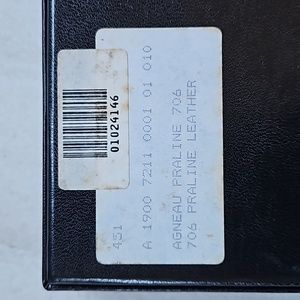 01024146
451
A 1900 7211 0001 01 010
AGNEAU PRALINE 706
706 PRALINE LEATHER